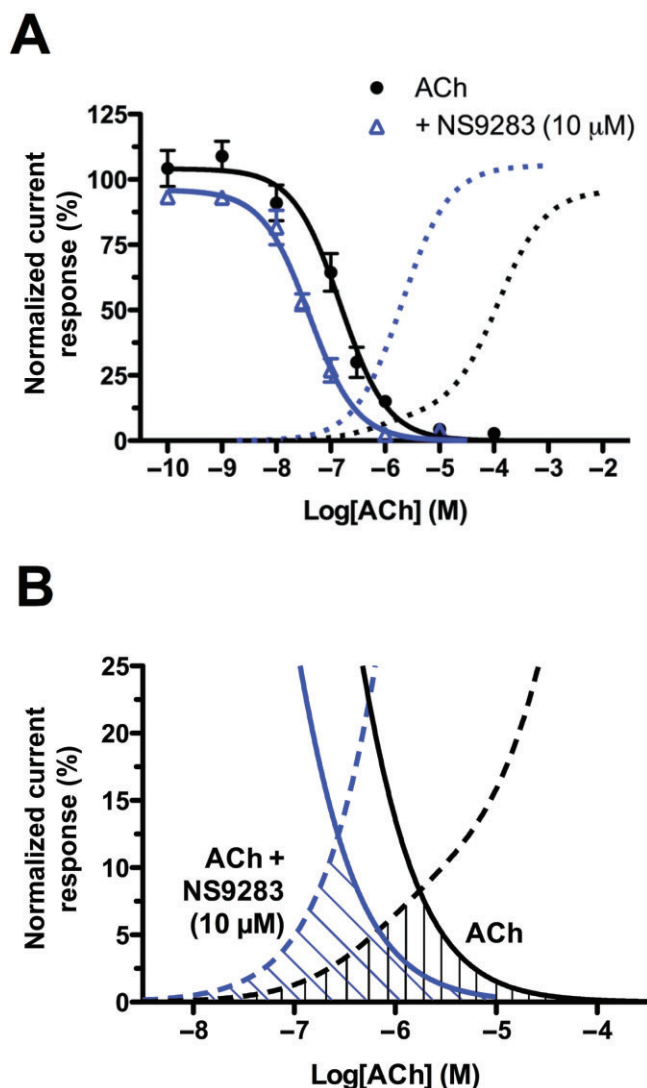 A
ACh
+ NS9283 (10 μM)
125
100
75
50
25
0
Normalized current
response (%)
−10 −9 −8 −7 −6 −5 −4 −3 −2
Log[ACh] (M)
B
25
20
15
10
5
0
Normalized current
response (%)
ACh +
NS9283
(10 μM)
ACh
−8 −7 −6 −5 −4
Log[ACh] (M)